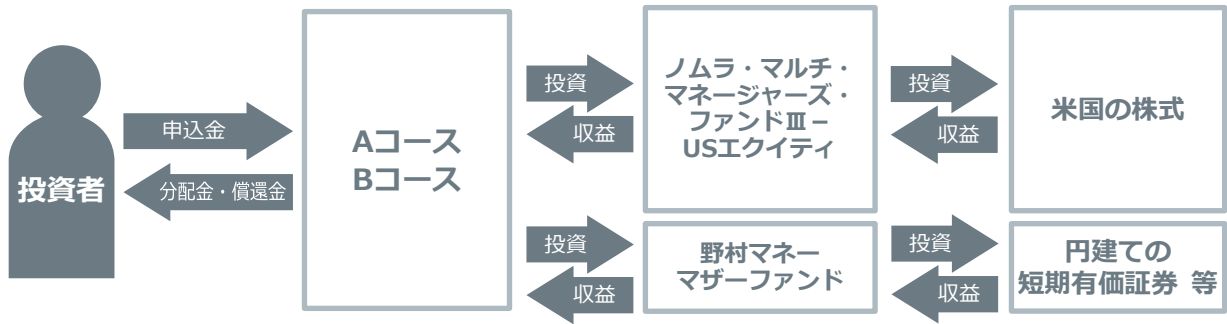 投資者
申込金
分配金・償還金
Aコース
Bコース
投資
収益
ノムラ・マルチ・
マネージャーズ・
ファンドⅢ－
USエクイティ
投資
収益
米国の株式
投資
収益
野村マネー
マザーファンド
投資
収益
円建ての
短期有価証券 等